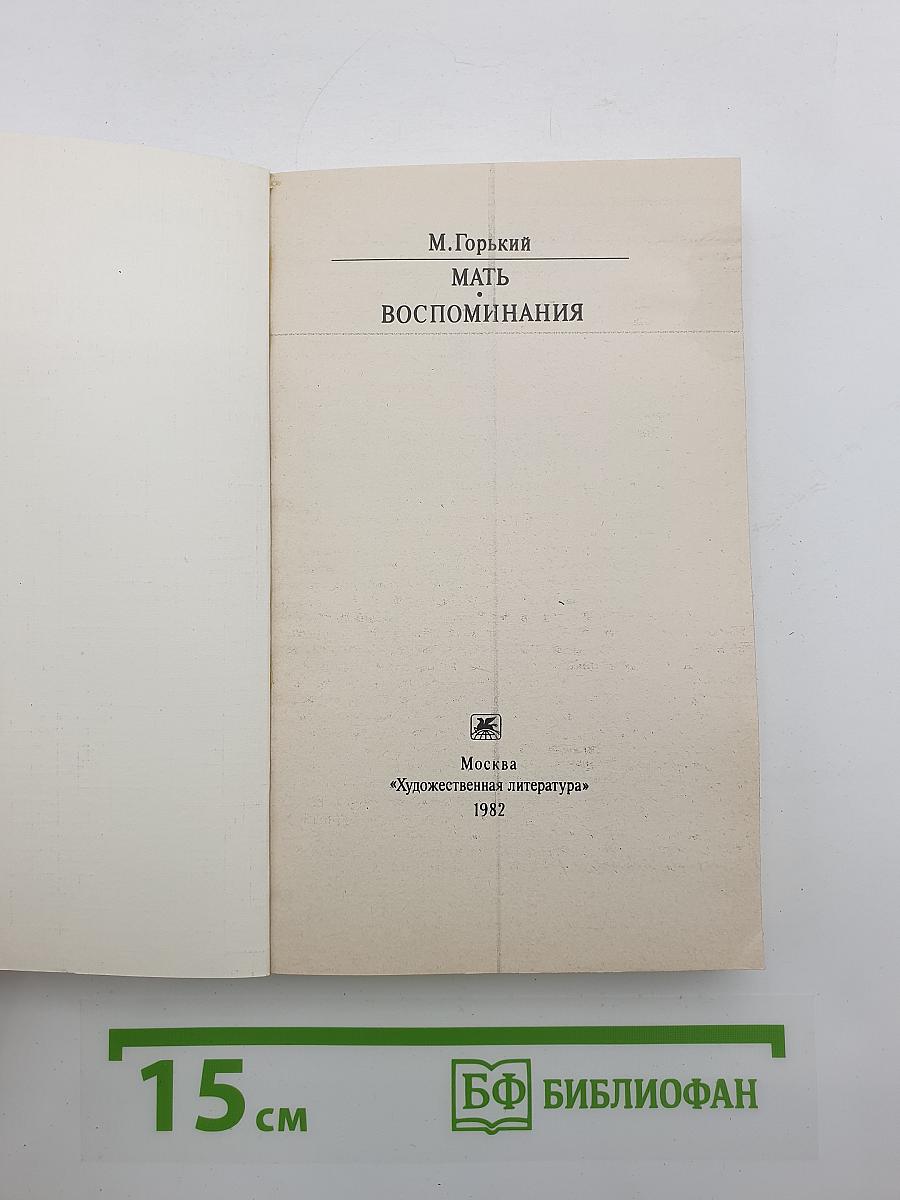 М.Горький
МАТЬ
•
ВОСПОМИНАНИЯ
Москва
«Художественная литература»
1982
15 см
БФ БИБЛИОФАН